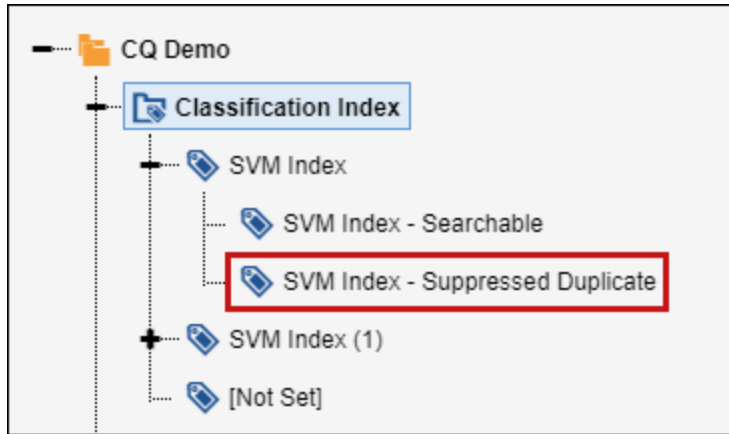 CQ Demo
Classification Index
SVM Index
SVM Index - Searchable
SVM Index - Suppressed Duplicate
SVM Index (1)
[Not Set]